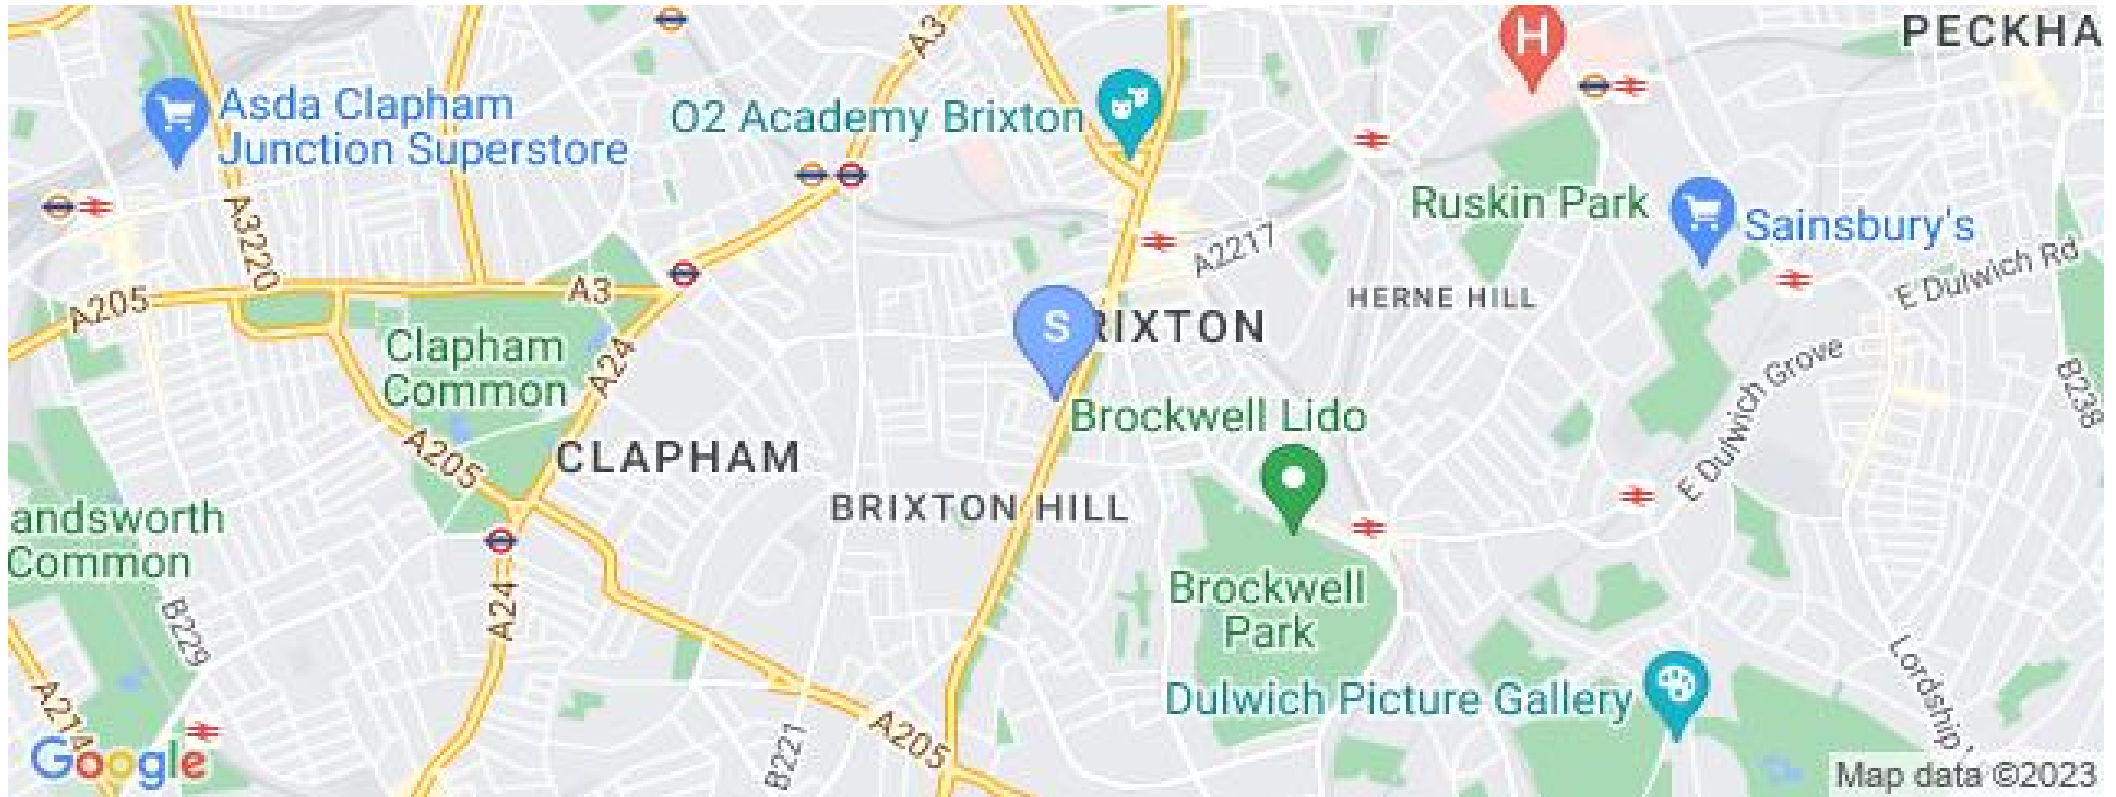 PECKHA
A3
H
Asda Clapham
Junction Superstore
O2 Academy Brixton
A3220
Ruskin Park
Sainsbury's
A2217
E Dulwich Rd
A205
A3
HERNE HILL
S
RIXTON
Clapham
Common
A24
E Dulwich Grove
B238
Brockwell Lido
A205
CLAPHAM
BRIXTON HILL
andsworth
Common
A24
B229
Brockwell
Park
Dulwich Picture Gallery
Lordship
A214
A205
B221
Google
Map data ©2023